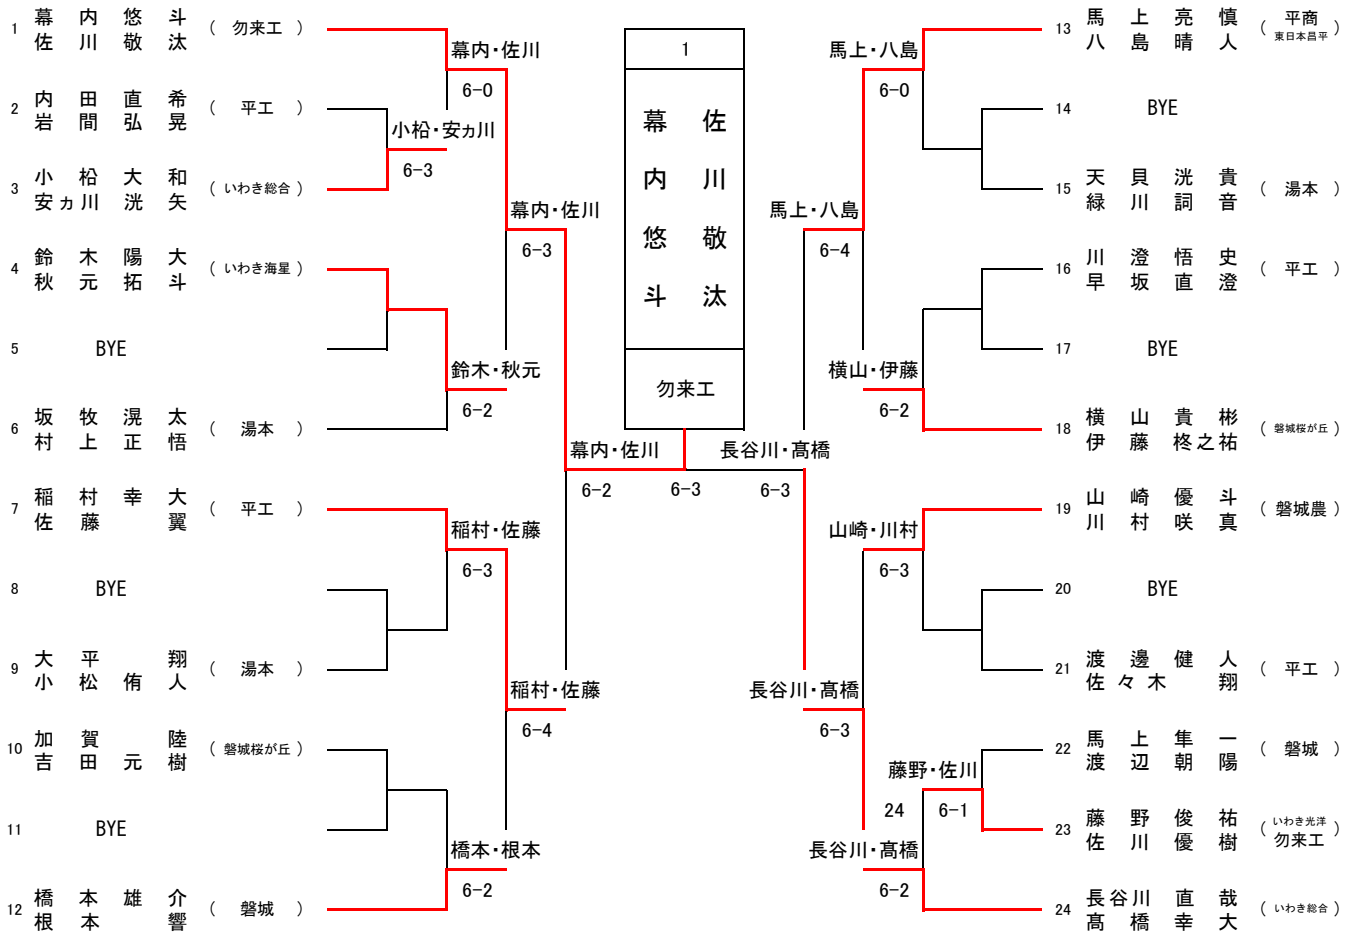 1 幕内悠斗 ( 勿来工 )
佐川敬汰
2 内田直希 ( 平工 )
岩間弘晃
3 小松大和 ( いわき総合 )
安ヵ川洸矢
4 鈴木陽大 ( いわき海星 )
秋元拓斗
5 BYE
6 坂牧滉太 ( 湯本 )
村上正悟
7 稲村幸大 ( 平工 )
佐藤翼
8 BYE
9 大平翔 ( 湯本 )
小松侑人
10 加賀陸 ( 磐城桜が丘 )
吉田元樹
11 BYE
12 橋本雄介 ( 磐城 )
根本響
幕内・佐川
6-0
小松・安ヵ川
6-3
幕内・佐川
6-3
鈴木・秋元
6-2
幕内・佐川
6-2
稲村・佐藤
6-3
稲村・佐藤
6-4
橋本・根本
6-2
1
幕内悠斗
佐川敬汰
勿来工
6-3
馬上・八島
6-0
馬上・八島
6-4
横山・伊藤
6-2
長谷川・髙橋
6-3
山崎・川村
6-3
長谷川・髙橋
6-3
藤野・佐川
24 6-1
長谷川・髙橋
6-2
13 馬上亮慎 ( 平商 )
八島晴人 東日本昌平
14 BYE
15 天貝洸貴 ( 湯本 )
緑川詞音
16 川澄悟史 ( 平工 )
早坂直澄
17 BYE
18 横山貴彬 ( 磐城桜が丘 )
伊藤柊之祐
19 山崎優斗 ( 磐城農 )
川村咲真
20 BYE
21 渡邊健人 ( 平工 )
佐々木翔
22 馬上隼一 ( 磐城 )
渡辺朝陽
23 藤野俊祐 ( いわき光洋 )
佐川優樹 勿来工
24 長谷川直哉 ( いわき総合 )
髙橋幸大